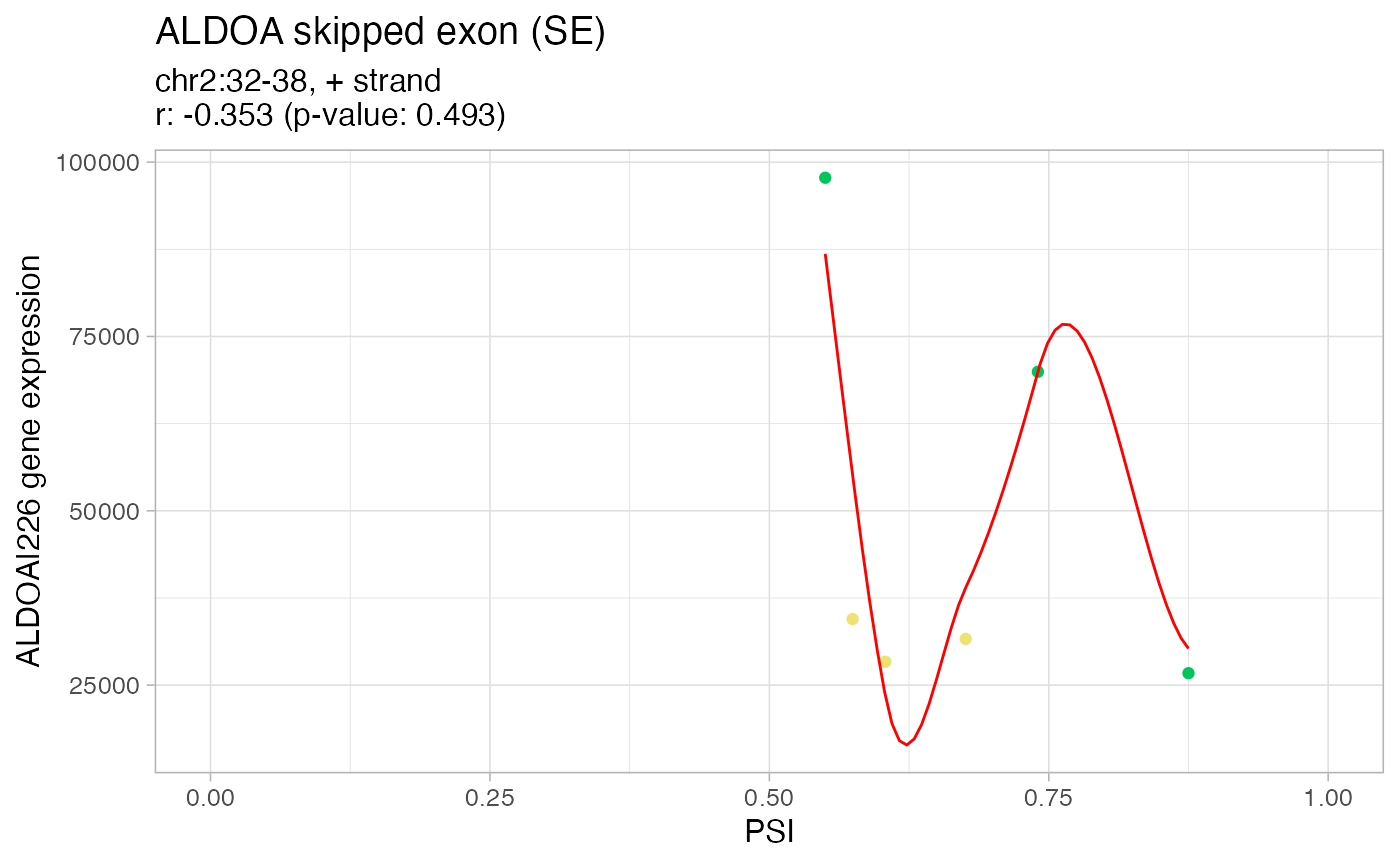 ALDOA skipped exon (SE)
chr2:32-38, + strand
r: -0.353 (p-value: 0.493)
100000
75000
50000
25000
ALDOAI226 gene expression
0.00
0.25
0.50
0.75
1.00
PSI